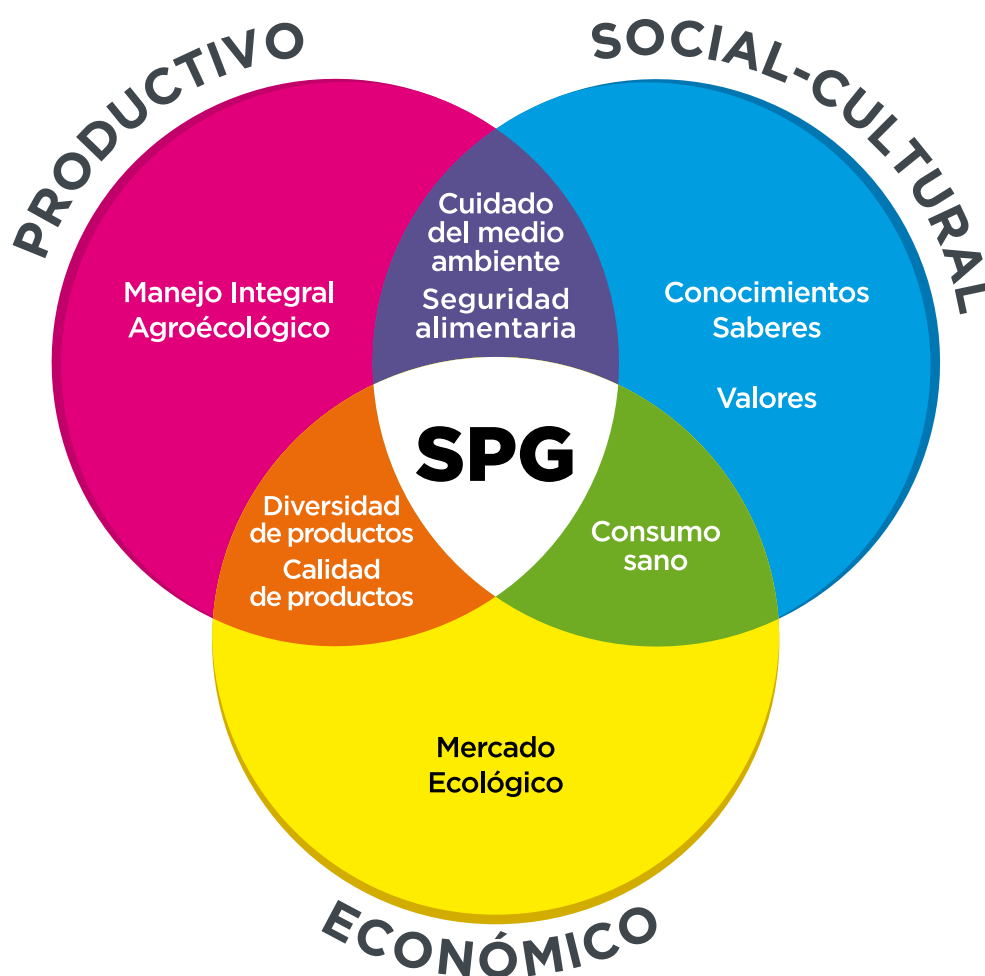 PRODUCTIVO
SOCIAL-CULTURAL
Cuidado
del medio
ambiente
Seguridad
alimentaria
Manejo Integral
Agroécológico
Conocimientos
Saberes
Valores
SPG
Diversidad
de productos
Calidad
de productos
Consumo
sano
Mercado
Ecológico
ECONÓMICO